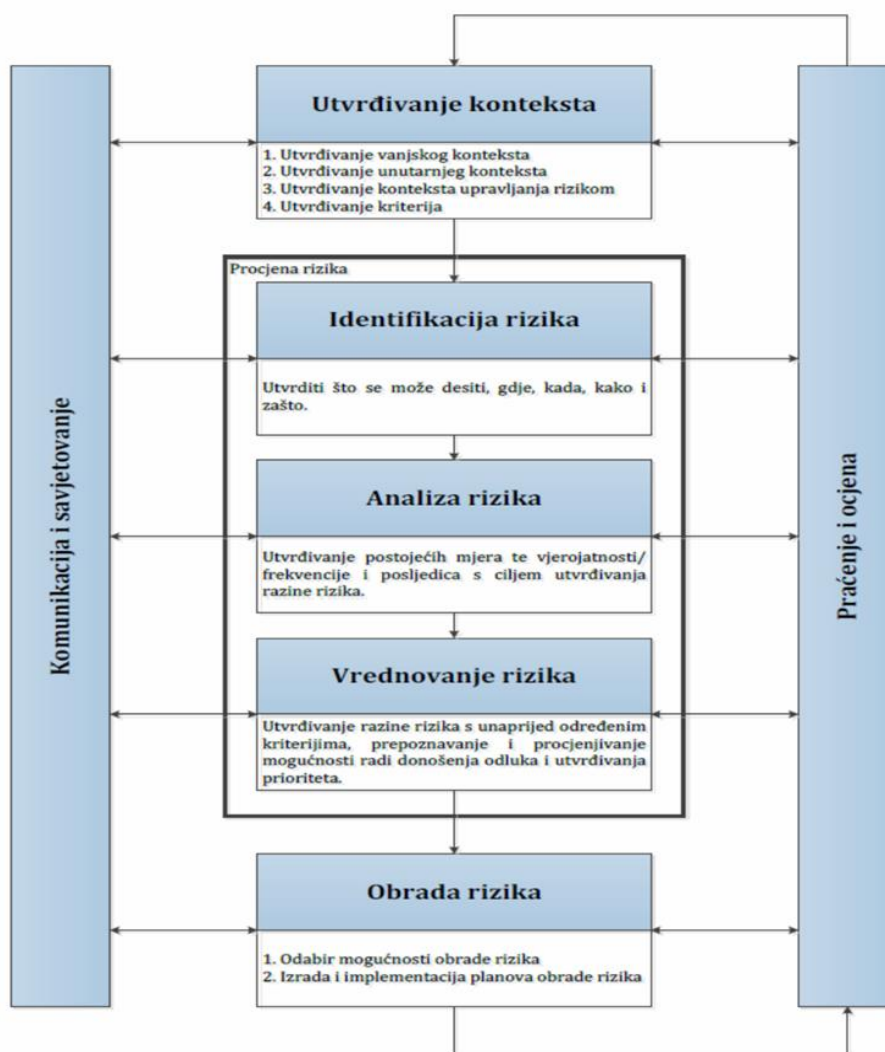 Utvrđivanje konteksta
1. Utvrđivanje vanjskog konteksta
2. Utvrđivanje unutarnjeg konteksta
3. Utvrđivanje konteksta upravljanja rizikom
4. Utvrđivanje kriterija
Procjena rizika
Identifikacija rizika
Utvrditi što se može desiti, gdje, kada, kako i
zašto.
Analiza rizika
Utvrđivanje postojećih mjera te vjerojatnosti/
frekvencije i posljedica s ciljem utvrđivanja
razine rizika.
Vrednovanje rizika
Utvrđivanje razine rizika s unaprijed određenim
kriterijima, prepoznavanje i procjenjivanje
mogućnosti radi donošenja odluka i utvrđivanja
prioriteta.
Obrada rizika
1. Odabir mogućnosti obrade rizika
2. Izrada i implementacija planova obrade rizika
Komunikacija i savjetovanje
Praćenje i ocjena